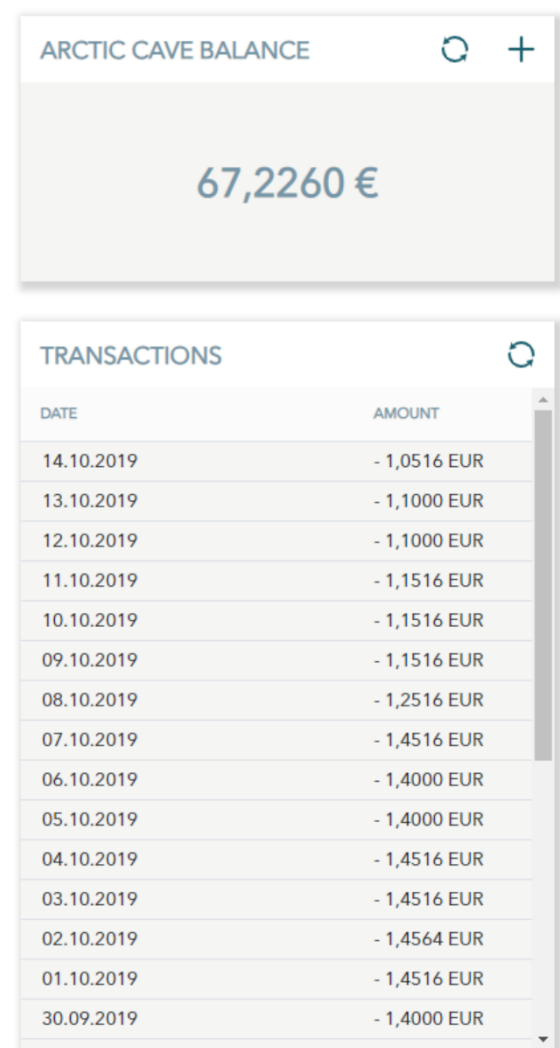 ARCTIC CAVE BALANCE
67,2260 €
TRANSACTIONS
DATE AMOUNT
14.10.2019 - 1,0516 EUR
13.10.2019 - 1,1000 EUR
12.10.2019 - 1,1000 EUR
11.10.2019 - 1,1516 EUR
10.10.2019 - 1,1516 EUR
09.10.2019 - 1,1516 EUR
08.10.2019 - 1,2516 EUR
07.10.2019 - 1,4516 EUR
06.10.2019 - 1,4000 EUR
05.10.2019 - 1,4000 EUR
04.10.2019 - 1,4516 EUR
03.10.2019 - 1,4516 EUR
02.10.2019 - 1,4564 EUR
01.10.2019 - 1,4516 EUR
30.09.2019 - 1,4000 EUR